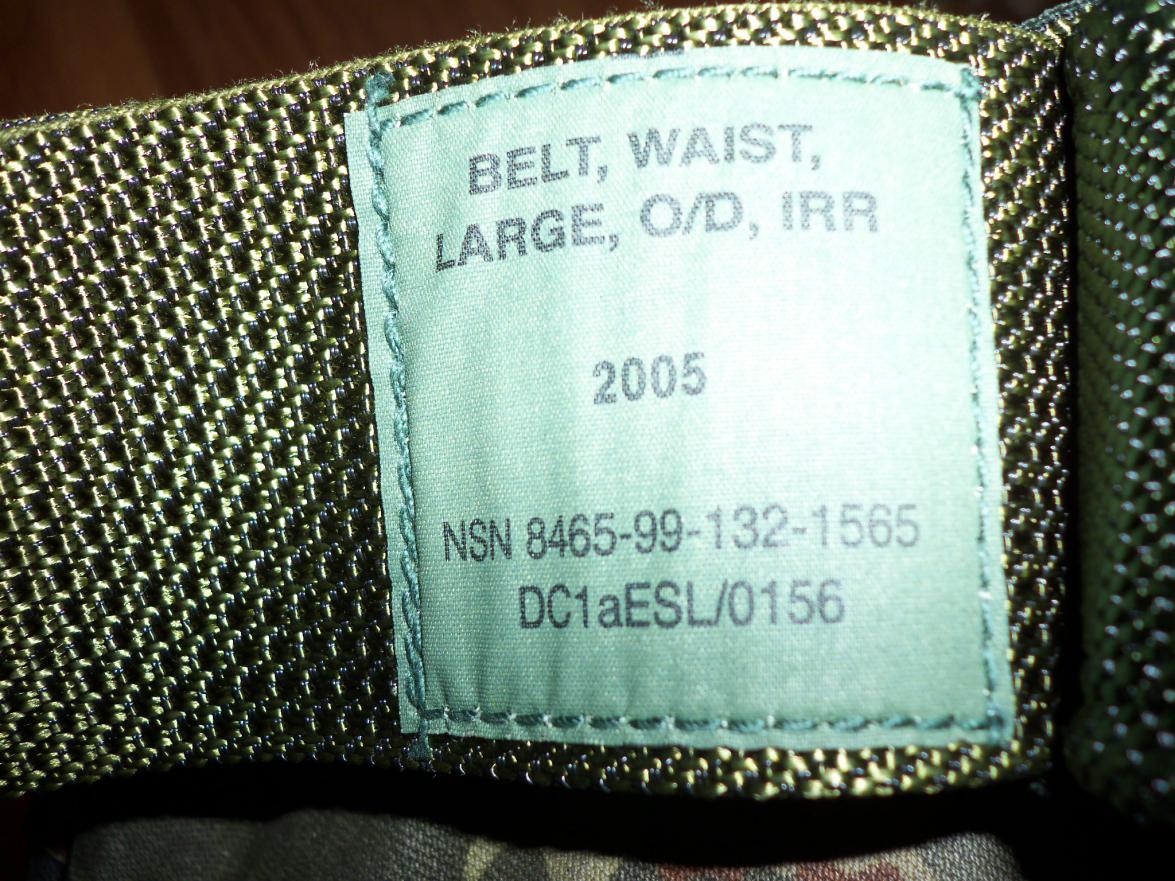 BELT, WAIST,
LARGE, O/D, IRR
2005
NSN 8465-99-132-1565
DC1aESL/0156